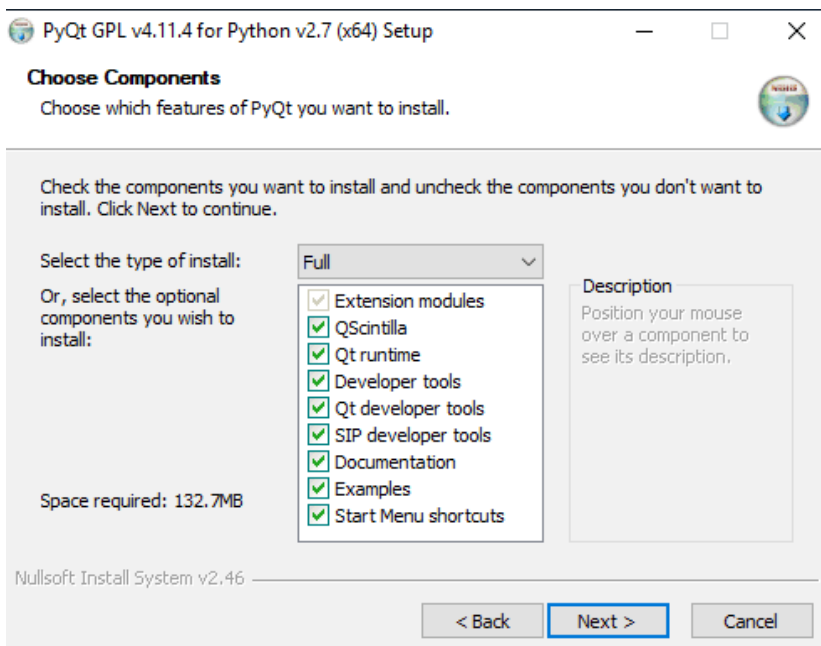 PyQt GPL v4.11.4 for Python v2.7 (x64) Setup
Choose Components
Choose which features of PyQt you want to install.
Check the components you want to install and uncheck the components you don't want to
install. Click Next to continue.
Select the type of install:
Full
Or, select the optional
components you wish to
install:
Extension modules
QScintilla
Qt runtime
Developer tools
Qt developer tools
SIP developer tools
Documentation
Examples
Start Menu shortcuts
Description
Position your mouse
over a component to
see its description.
Space required: 132.7MB
Nullsoft Install System v2.46
< Back
Next >
Cancel